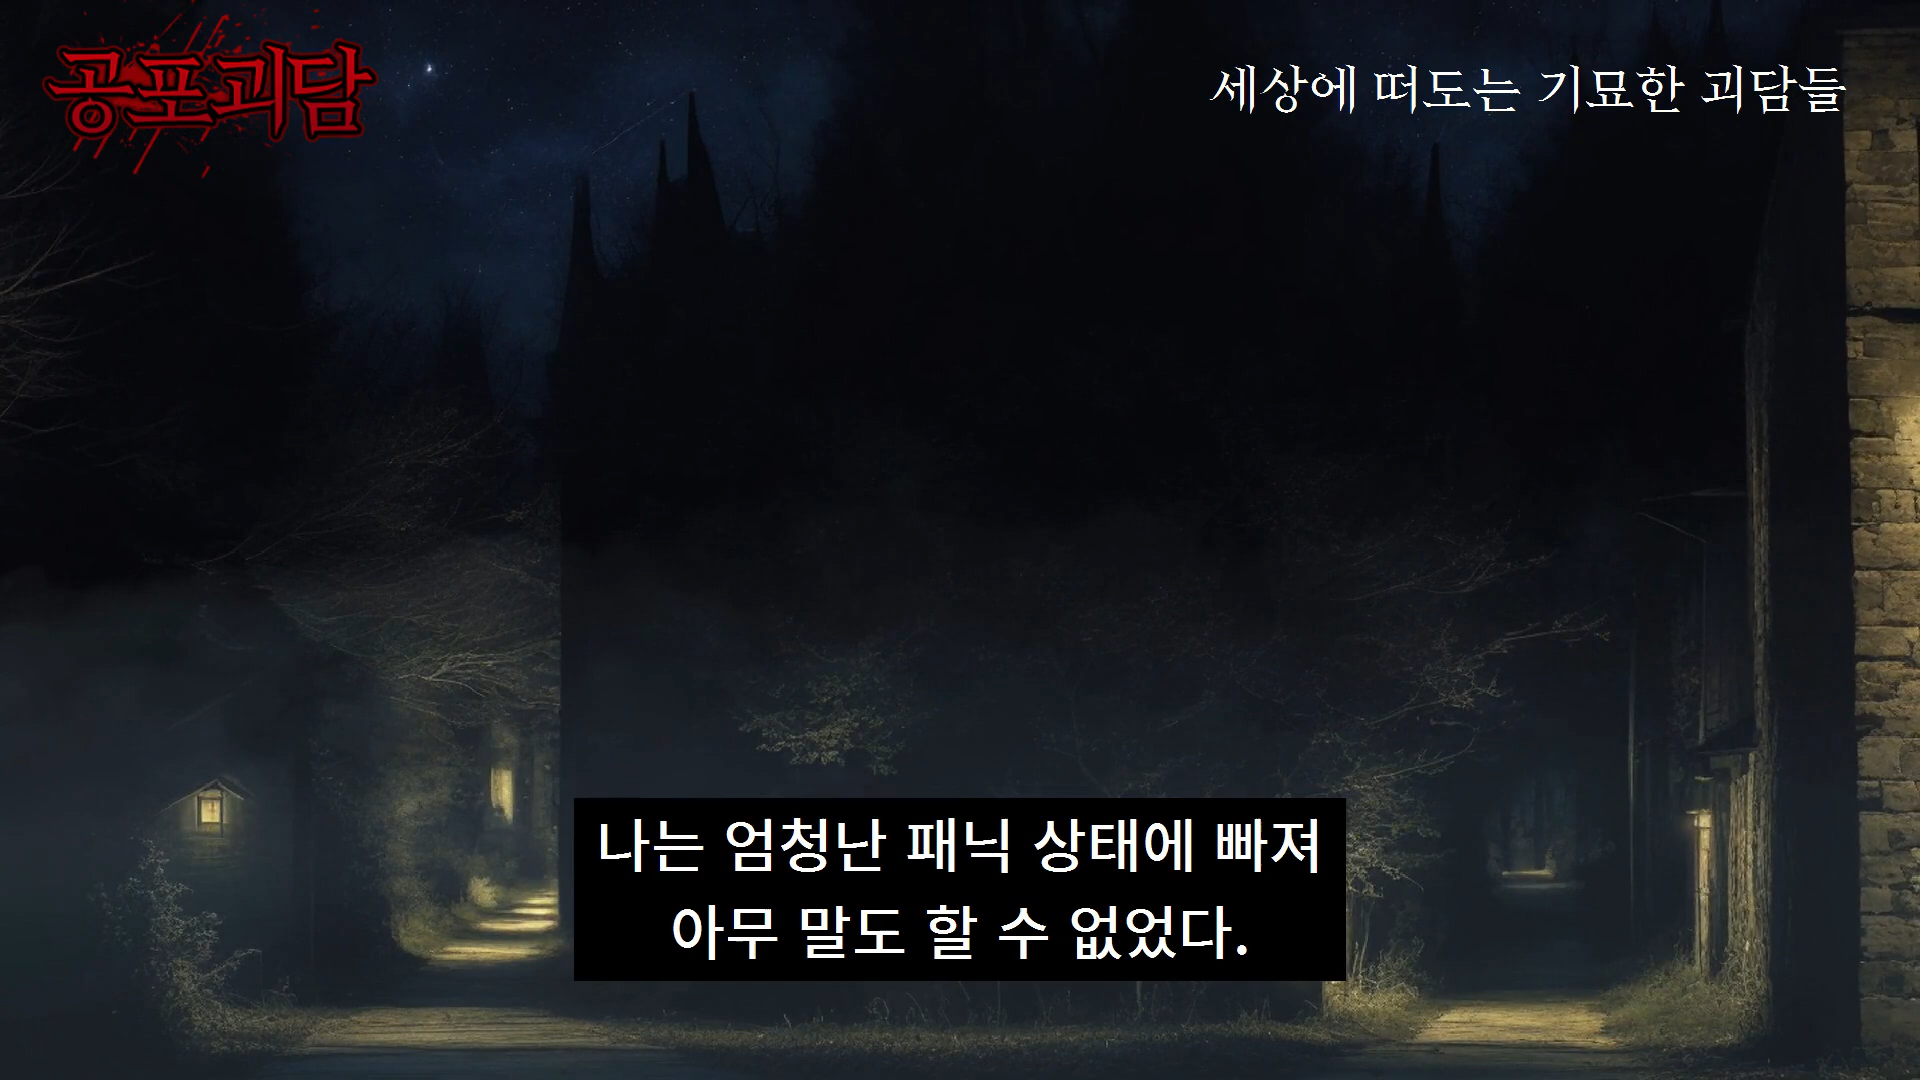 공포괴담
세상에 떠도는 기묘한 괴담들
나는 엄청난 패닉 상태에 빠져
아무 말도 할 수 없었다.